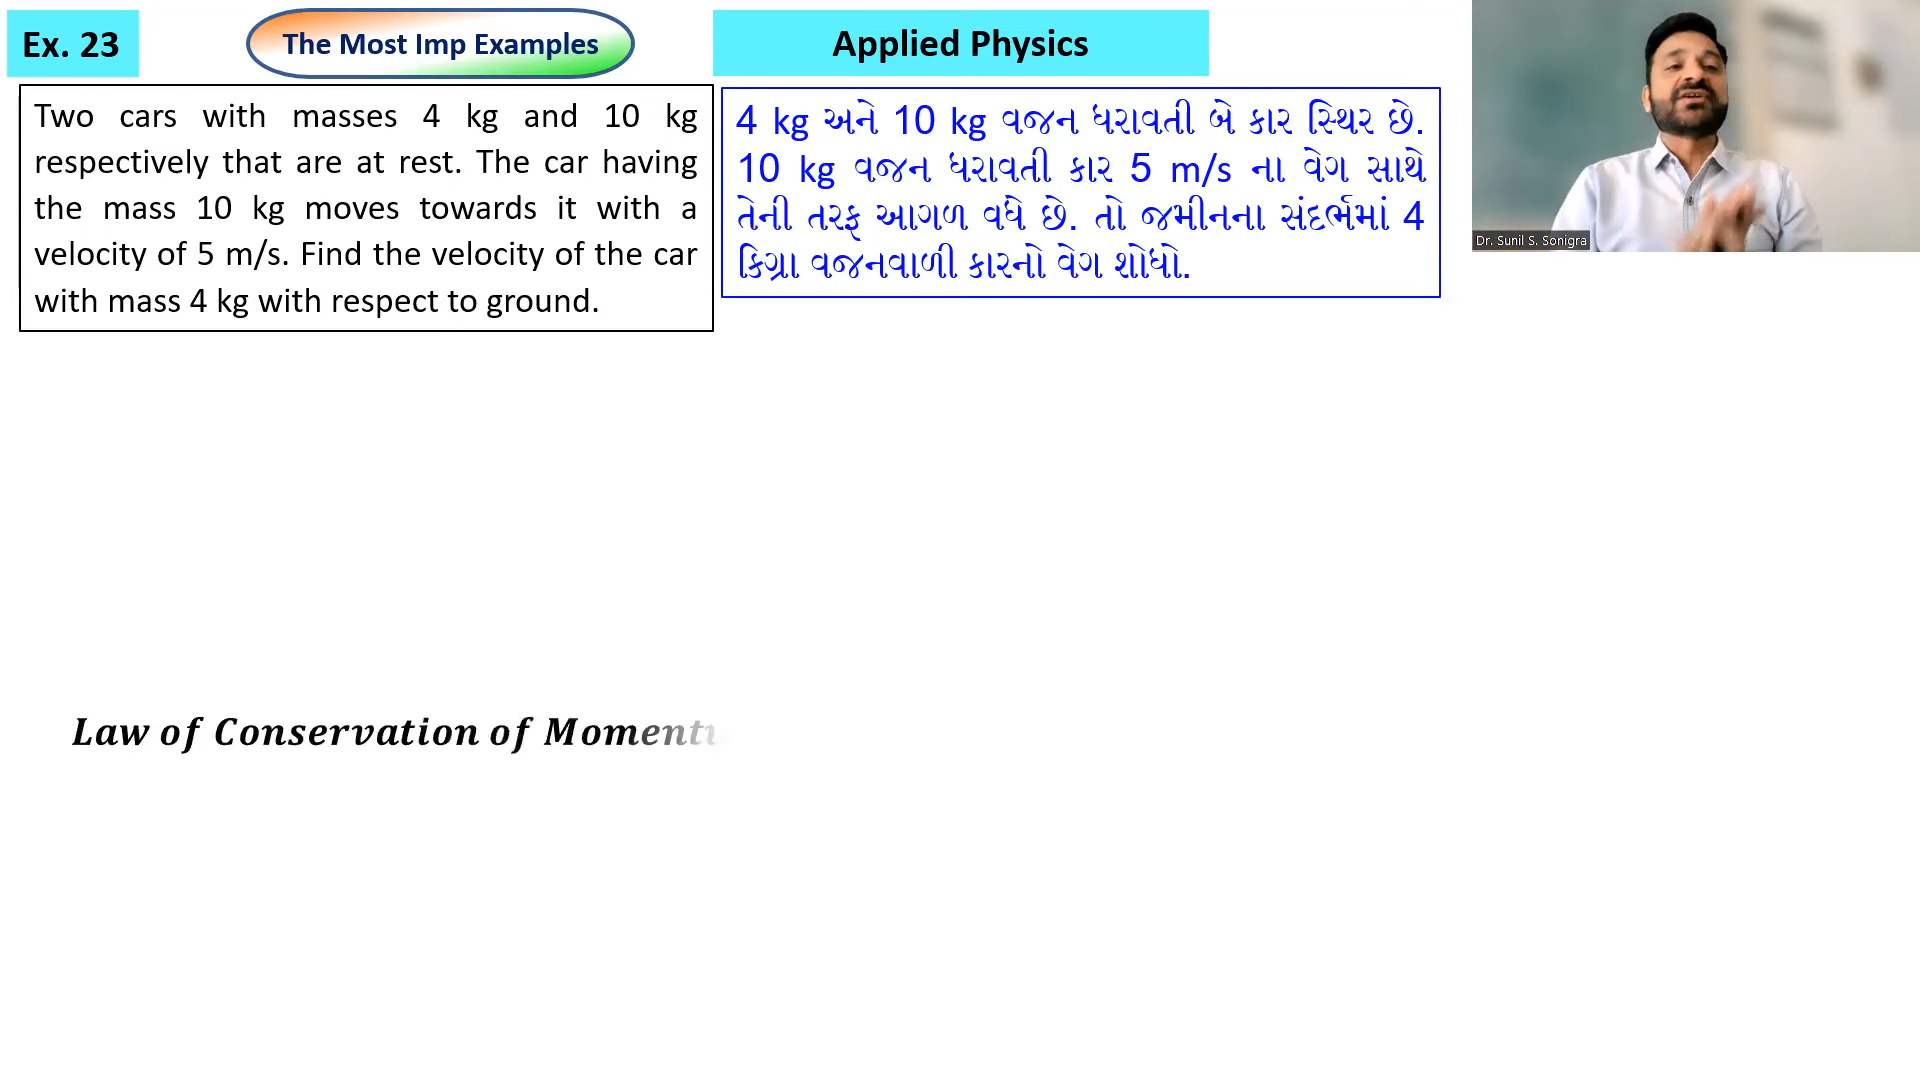 Ex. 23
The Most Imp Examples
Applied Physics
Two cars with masses 4 kg and 10 kg
respectively that are at rest. The car having
the mass 10 kg moves towards it with a
velocity of 5 m/s. Find the velocity of the car
with mass 4 kg with respect to ground.
4 kg અને 10 kg વજન ધરાવતી બે કાર સ્થિર છે.
10 kg વજન ધરાવતી કાર 5 m/s ના વેગ સાથે
તેની તરફ આગળ વધે છે. તો જમીનના સંદર્ભમાં 4
કિગ્રા વજનવાળી કારનો વેગ શોધો.
Dr. Sunil S. Sonigra
Law of Conservation of